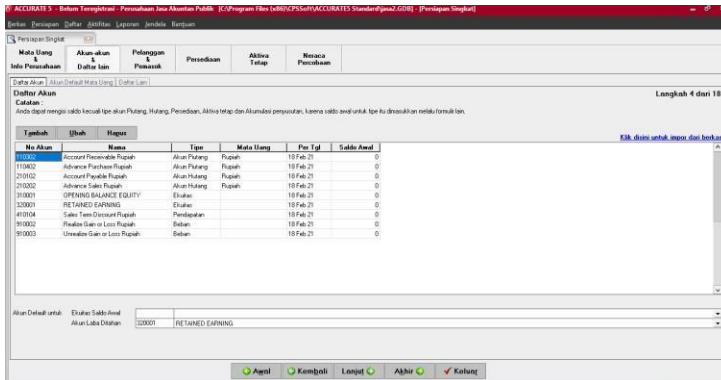 ACCURATE 5 - Belum Teregistrasi - Perusahaan Jasa Akuntan Publik [C:\Program Files (x86)\CPSSoft\ACCURATE5 Standard\jasa2.GDB] - [Persiapan Singkat]
Berkas Persiapan Daftar Aktifitas Laporan Jendela Bantuan
Persiapan Singkat
Mata Uang & Info Perusahaan
Akun-akun & Daftar lain
Pelanggan & Pemasok
Persediaan
Aktiva Tetap
Neraca Percobaan
Daftar Akun Akun Default Mata Uang Daftar Lain
Daftar Akun Langkah 4 dari 18
Catatan :
Anda dapat mengisi saldo kecuali tipe akun Piutang, Hutang, Persediaan, Aktiva tetap dan Akumulasi penyusutan, karena saldo awal untuk tipe itu dimasukkan melalui formulir lain.
Tambah Ubah Hapus
Klik disini untuk impor dari berkas
No Akun Nama Tipe Mata Uang Per Tgl Saldo Awal
110302 Account Receivable Rupiah Akun Piutang Rupiah 18 Feb 21 0
110402 Advance Purchase Rupiah Akun Piutang Rupiah 18 Feb 21 0
210102 Account Payable Rupiah Akun Hutang Rupiah 18 Feb 21 0
210202 Advance Sales Rupiah Akun Hutang Rupiah 18 Feb 21 0
310001 OPENING BALANCE EQUITY Ekuitas 18 Feb 21 0
320001 RETAINED EARNING Ekuitas 18 Feb 21 0
410104 Sales Term Discount Rupiah Pendapatan 18 Feb 21 0
910002 Realize Gain or Loss Rupiah Beban 18 Feb 21 0
910003 Unrealize Gain or Loss Rupiah Beban 18 Feb 21 0
Akun Default untuk Ekuitas Saldo Awal
Akun Laba Ditahan 320001 RETAINED EARNING
Awal Kembali Lanjut Akhir Keluar